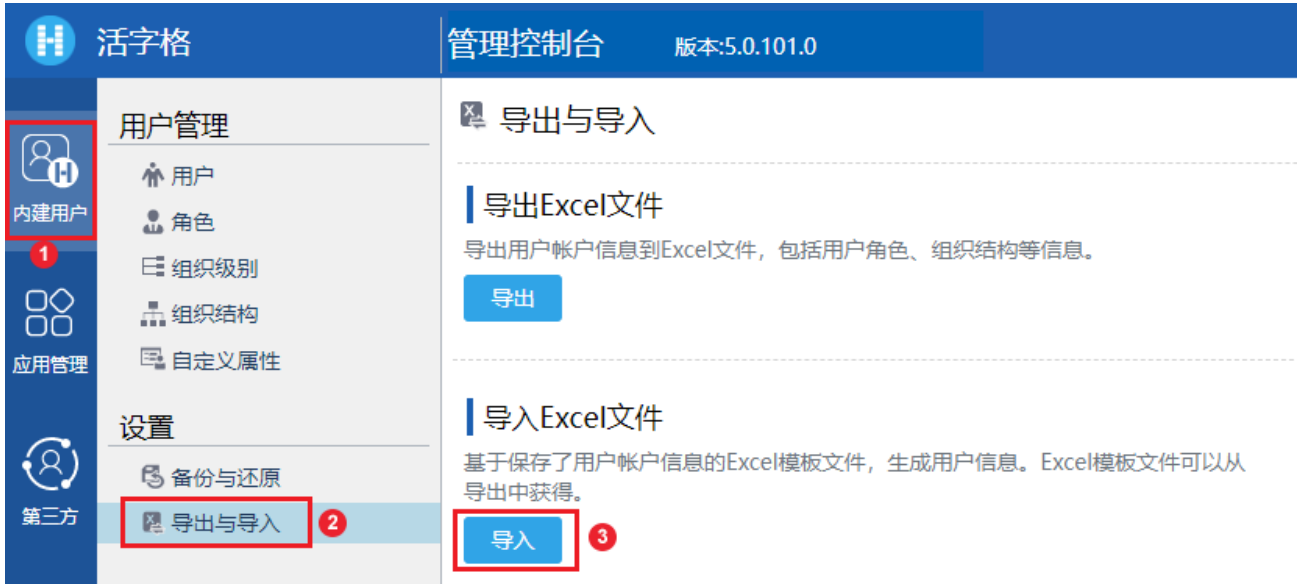 活字格
管理控制台
版本:5.0.101.0
内建用户
1
应用管理
第三方
用户管理
用户
角色
组织级别
组织结构
自定义属性
设置
备份与还原
导出与导入
2
导出与导入
导出Excel文件
导出用户帐户信息到Excel文件，包括用户角色、组织结构等信息。
导出
导入Excel文件
基于保存了用户帐户信息的Excel模板文件，生成用户信息。Excel模板文件可以从
导出中获得。
导入
3